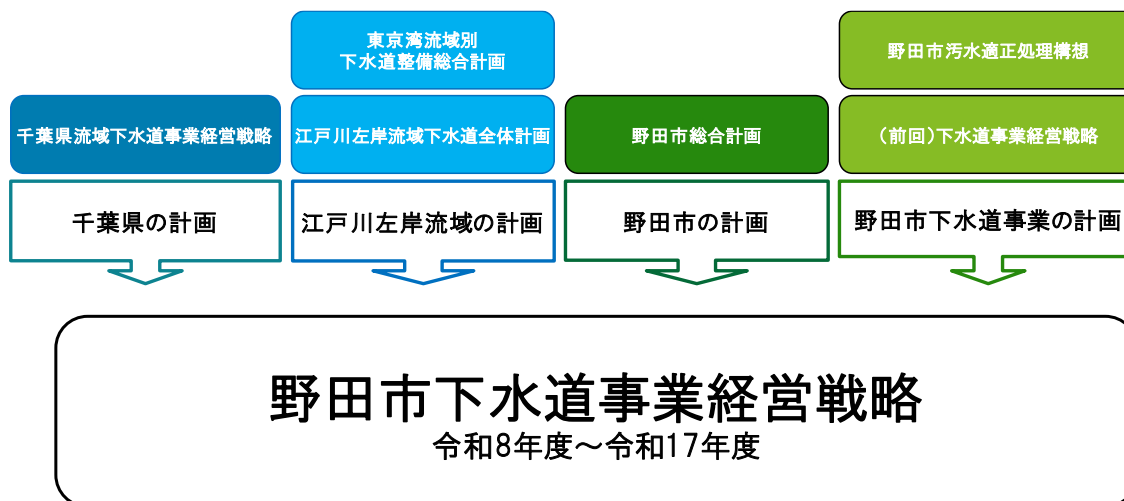 東京湾流域別
下水道整備総合計画
野田市汚水適正処理構想
千葉県流域下水道事業経営戦略
江戸川左岸流域下水道全体計画
野田市総合計画
（前回）下水道事業経営戦略
千葉県の計画
江戸川左岸流域の計画
野田市の計画
野田市下水道事業の計画
野田市下水道事業経営戦略
令和8年度～令和17年度